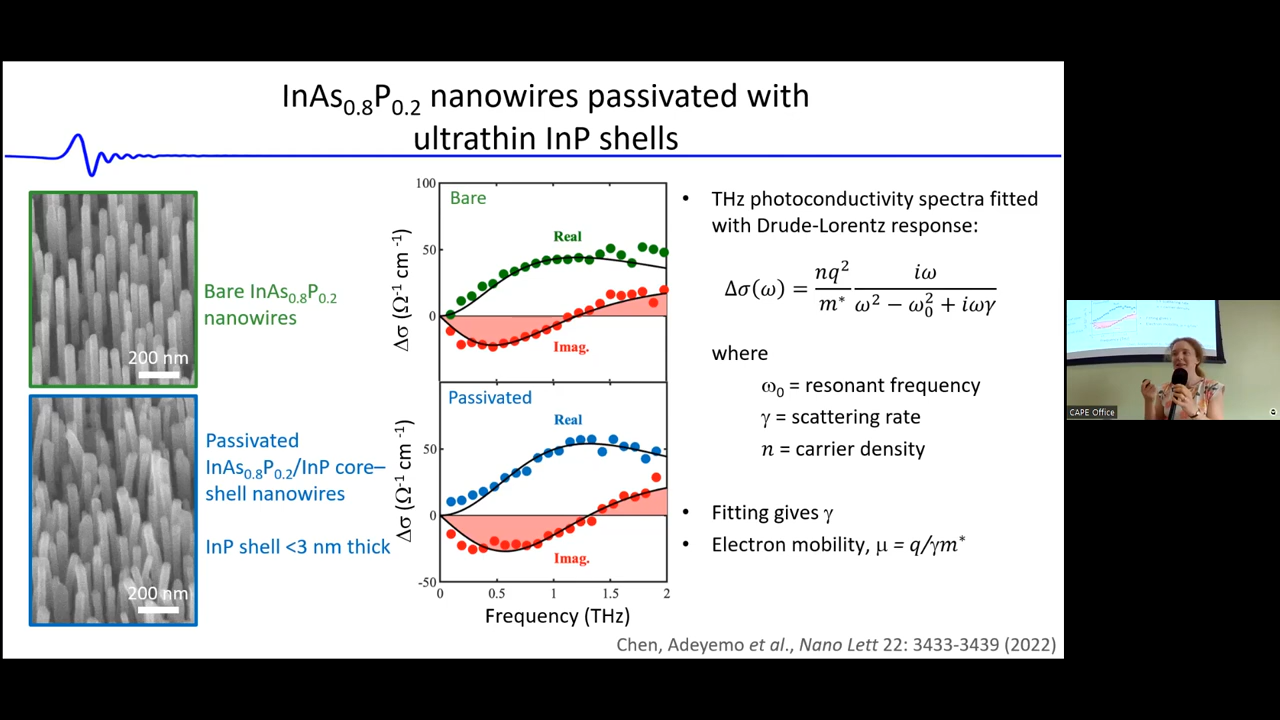 InAs0.8P0.2 nanowires passivated with
ultrathin InP shells
Bare InAs0.8P0.2
nanowires
200 nm
Passivated
InAs0.8P0.2/InP core–
shell nanowires
InP shell <3 nm thick
200 nm
100
50
0
Δσ (Ω⁻¹ cm ⁻¹)
Bare
Real
Imag.
Passivated
Real
Imag.
50
0
-50
Δσ (Ω⁻¹ cm ⁻¹)
0 0.5 1 1.5 2
Frequency (THz)
• THz photoconductivity spectra fitted
with Drude-Lorentz response:
Δσ(ω) = nq²/m* iω/(ω² − ω₀² + iωγ)
where
ω₀ = resonant frequency
γ = scattering rate
n = carrier density
• Fitting gives γ
• Electron mobility, μ = q/γm*
Chen, Adeyemo et al., Nano Lett 22: 3433-3439 (2022)
CAPE Office